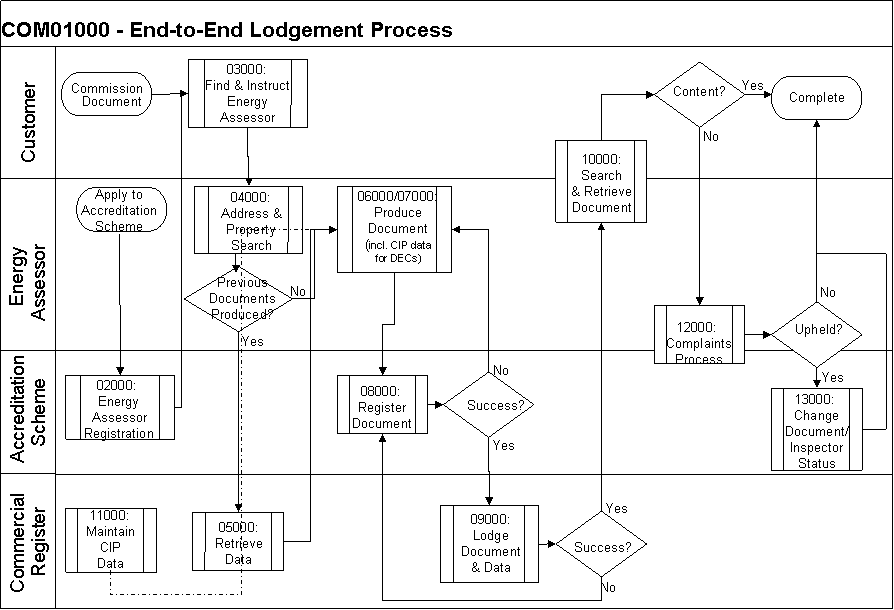 COM01000 - End-to-End Lodgement Process
Customer
Commission
Document
03000:
Find & Instruct
Energy
Assessor
Content?
Yes
No
Complete
10000:
Search
& Retrieve
Document
Energy
Assessor
Apply to
Accreditation
Scheme
04000:
Address &
Property
Search
Previous
Documents
Produced?
No
Yes
06000/07000:
Produce
Document
(incl. CIP data
for DECs)
12000:
Complaints
Process
Upheld?
No
Yes
Accreditation
Scheme
02000:
Energy
Assessor
Registration
08000:
Register
Document
Success?
No
Yes
13000:
Change
Document/
Inspector
Status
Commercial
Register
11000:
Maintain
CIP
Data
05000:
Retrieve
Data
09000:
Lodge
Document
& Data
Success?
Yes
No